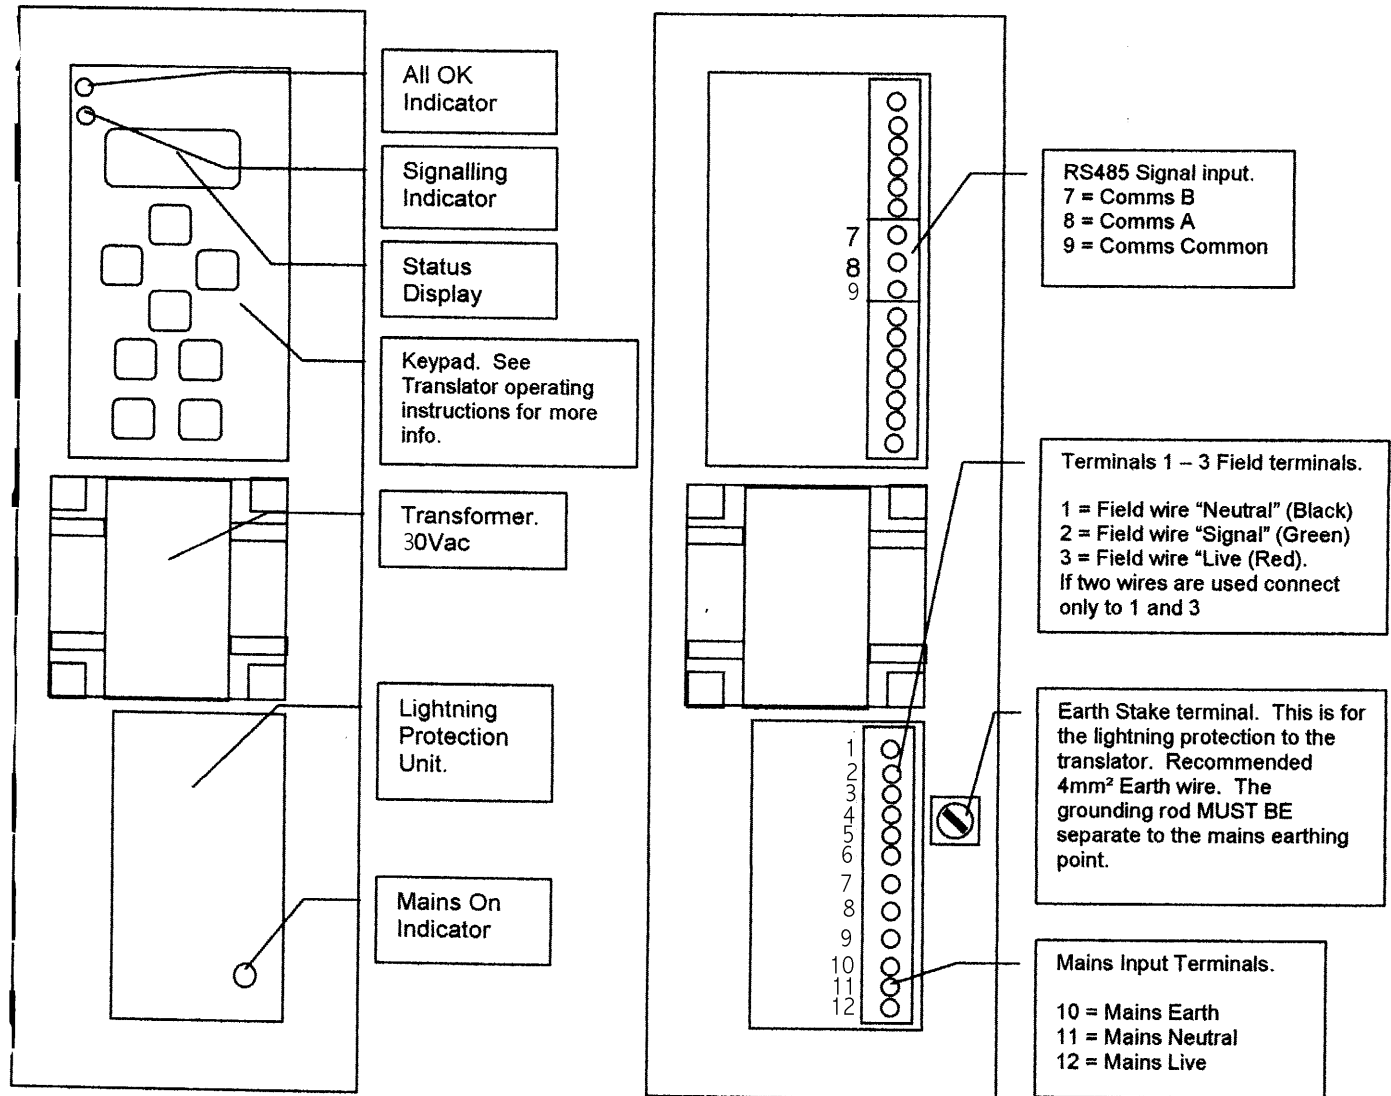 All OK
Indicator
Signalling
Indicator
Status
Display
Keypad. See
Translator operating
instructions for more
info.
Transformer.
30Vac
Lightning
Protection
Unit.
Mains On
Indicator
7
8
9
RS485 Signal input.
7 = Comms B
8 = Comms A
9 = Comms Common
Terminals 1 – 3 Field terminals.
1 = Field wire “Neutral” (Black)
2 = Field wire “Signal” (Green)
3 = Field wire “Live (Red).
If two wires are used connect
only to 1 and 3
1
2
3
4
5
6
7
8
9
10
11
12
Earth Stake terminal. This is for
the lightning protection to the
translator. Recommended
4mm² Earth wire. The
grounding rod MUST BE
separate to the mains earthing
point.
Mains Input Terminals.
10 = Mains Earth
11 = Mains Neutral
12 = Mains Live